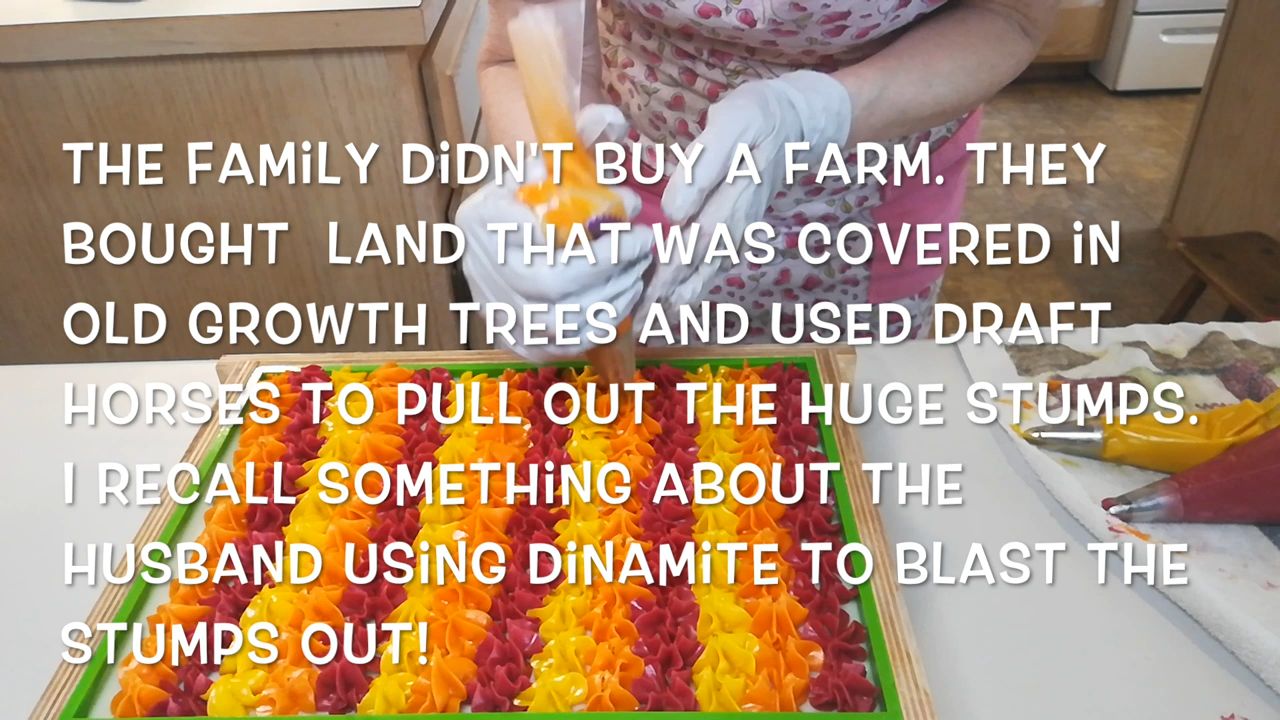 THE FAMiLY DiDN'T BUY A FARM. THEY
BOUGHT LAND THAT WAS COVERED iN
OLD GROWTH TREES AND USED DRAFT
HORSES TO PULL OUT THE HUGE STUMPS.
I RECALL SOMETHiNG ABOUT THE
HUSBAND USiNG DiNAMiTE TO BLAST THE
STUMPS OUT!